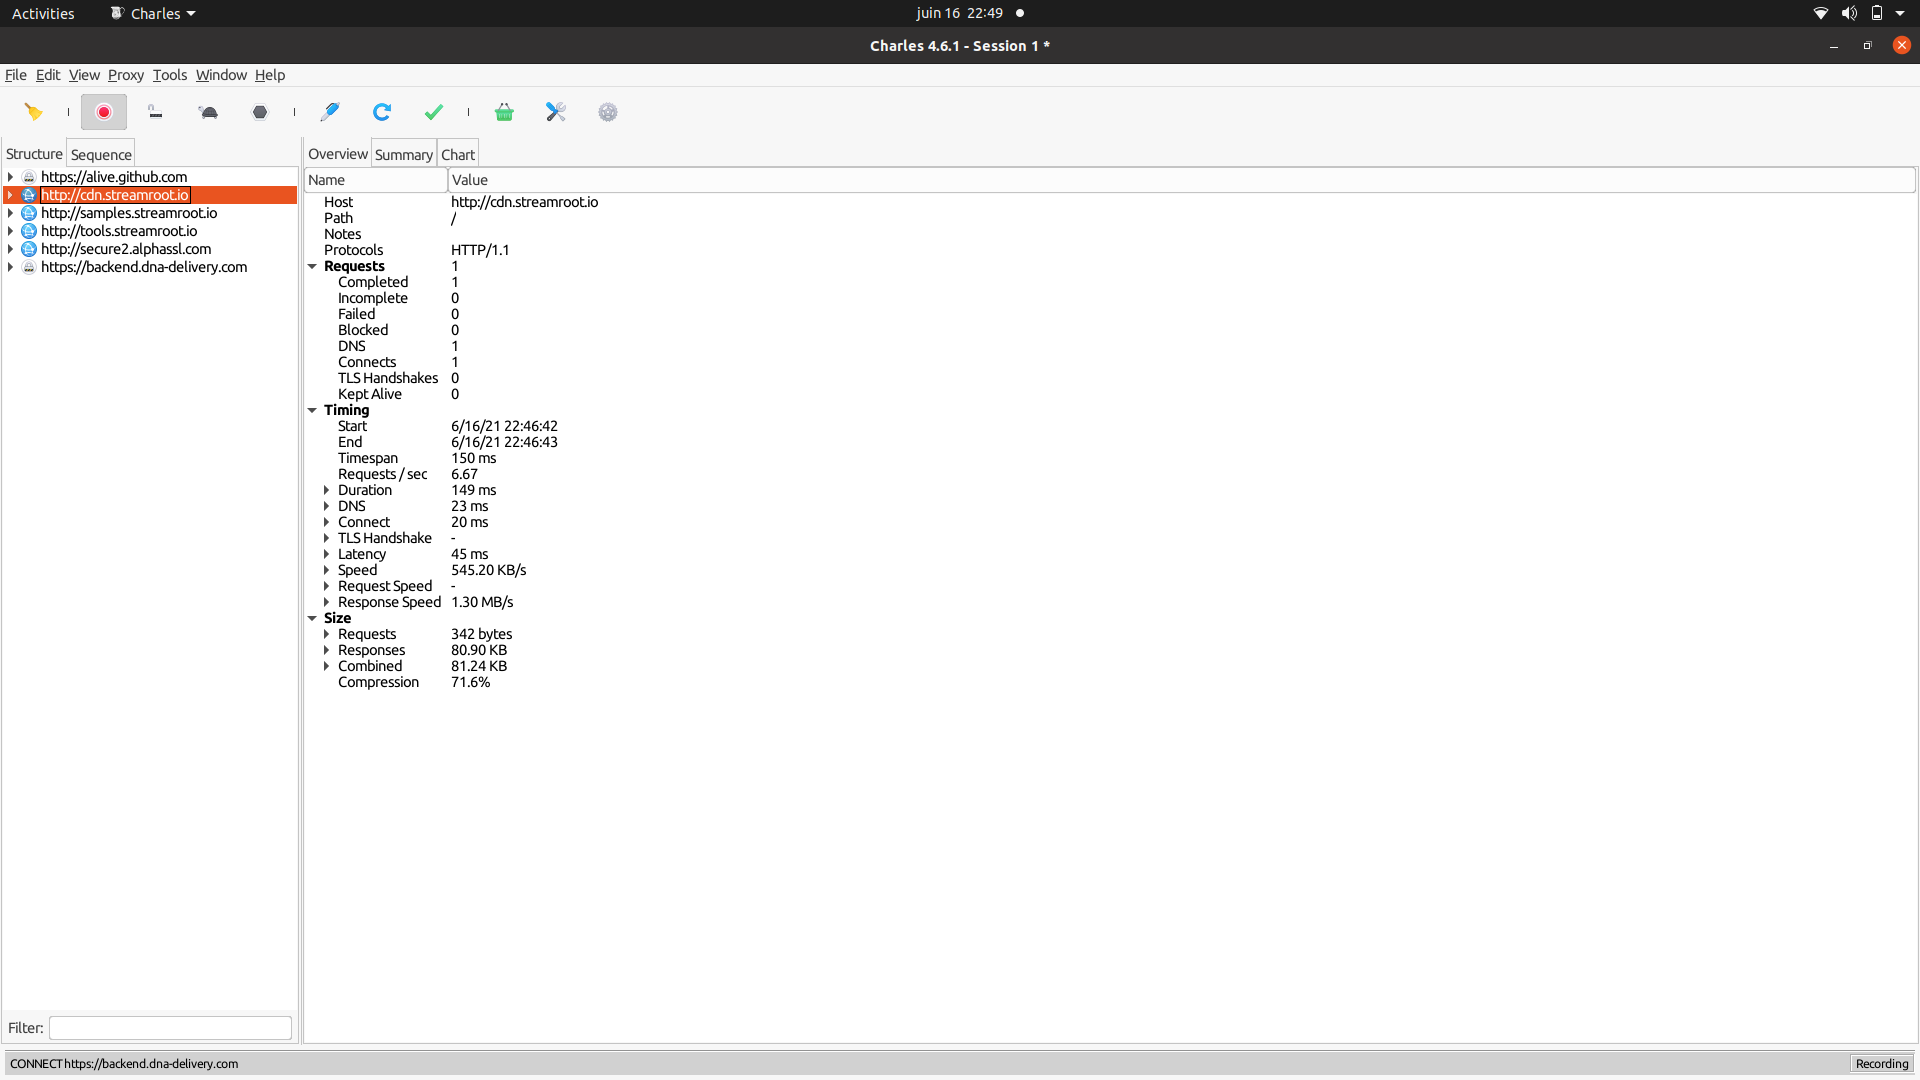 Activities Charles juin 16 22:49
Charles 4.6.1 - Session 1 *
File Edit View Proxy Tools Window Help
Structure Sequence
https://alive.github.com
http://cdn.streamroot.io
http://samples.streamroot.io
http://tools.streamroot.io
http://secure2.alphassl.com
https://backend.dna-delivery.com
Filter:
Overview Summary Chart
Name Value
Host http://cdn.streamroot.io
Path /
Notes
Protocols HTTP/1.1
Requests 1
Completed 1
Incomplete 0
Failed 0
Blocked 0
DNS 1
Connects 1
TLS Handshakes 0
Kept Alive 0
Timing
Start 6/16/21 22:46:42
End 6/16/21 22:46:43
Timespan 150 ms
Requests / sec 6.67
Duration 149 ms
DNS 23 ms
Connect 20 ms
TLS Handshake -
Latency 45 ms
Speed 545.20 KB/s
Request Speed -
Response Speed 1.30 MB/s
Size
Requests 342 bytes
Responses 80.90 KB
Combined 81.24 KB
Compression 71.6%
CONNECT https://backend.dna-delivery.com Recording